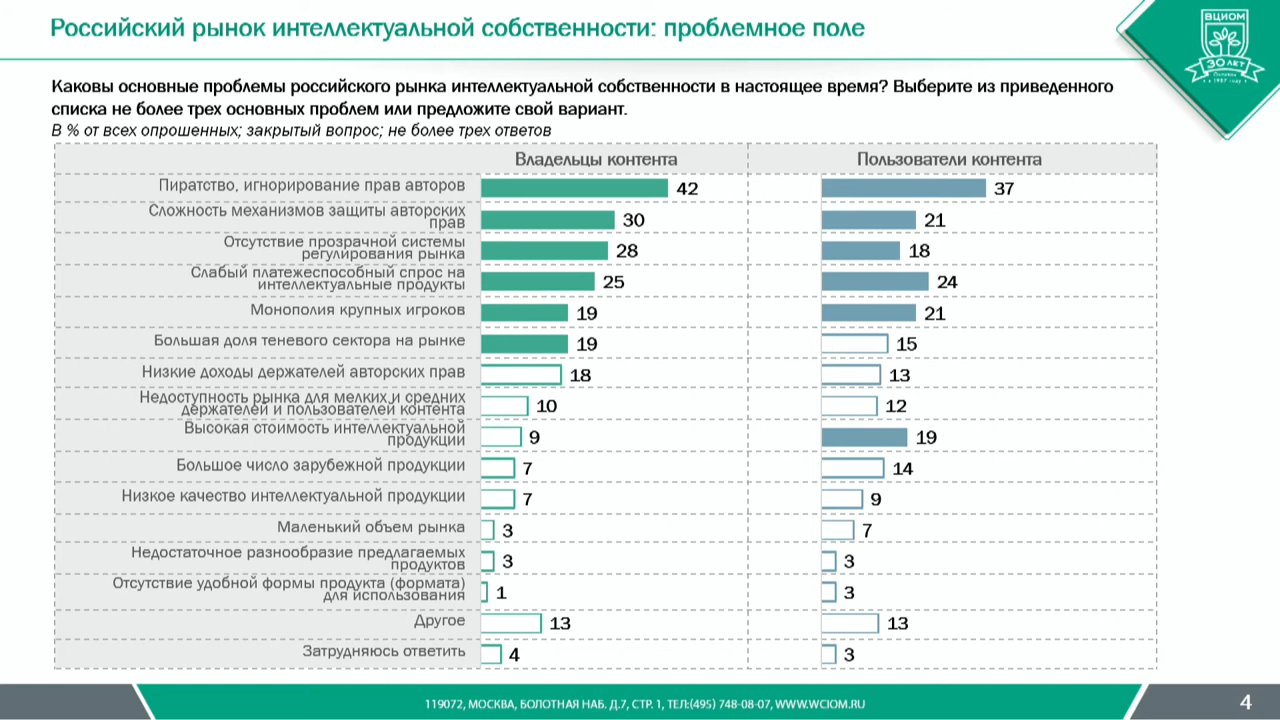 Российский рынок интеллектуальной собственности: проблемное поле
ВЦИОМ
30 ЛЕТ
Каковы основные проблемы российского рынка интеллектуальной собственности в настоящее время? Выберите из приведенного
списка не более трех основных проблем или предложите свой вариант.
В % от всех опрошенных; закрытый вопрос; не более трех ответов
Владельцы контента Пользователи контента
Пиратство, игнорирование прав авторов 42 37
Сложность механизмов защиты авторских
прав 30 21
Отсутствие прозрачной системы
регулирования рынка 28 18
Слабый платежеспособный спрос на
интеллектуальные продукты 25 24
Монополия крупных игроков 19 21
Большая доля теневого сектора на рынке 19 15
Низкие доходы держателей авторских прав 18 13
Недоступность рынка для мелких и средних
держателей и пользователей контента 10 12
Высокая стоимость интеллектуальной
продукции 9 19
Большое число зарубежной продукции 7 14
Низкое качество интеллектуальной продукции 7 9
Маленький объем рынка 3 7
Недостаточное разнообразие предлагаемых
продуктов 3 3
Отсутствие удобной формы продукта (формата)
для использования 1 3
Другое 13 13
Затрудняюсь ответить 4 3
119072, МОСКВА, БОЛОТНАЯ НАБ. Д.7, СТР. 1, ТЕЛ:(495) 748-08-07, WWW.WCIOM.RU
4